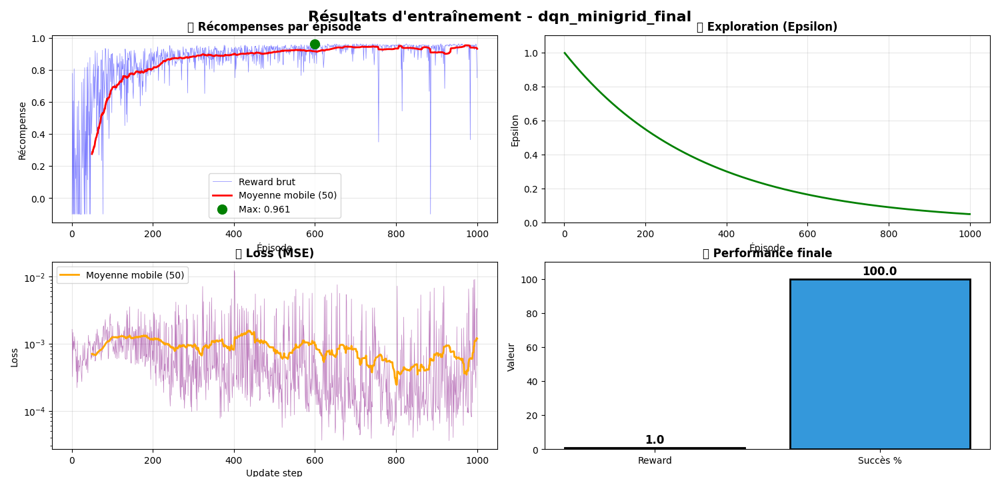 Résultats d'entraînement - dqn_minigrid_final
▯ Récompenses par épisode
1.0
0.8
0.6
0.4
0.2
0.0
Récompense
Reward brut
Moyenne mobile (50)
Max: 0.961
0 200 400 600 800 1000
Épisode
▯ Exploration (Epsilon)
1.0
0.8
0.6
0.4
0.2
0.0
Epsilon
0 200 400 600 800 1000
Épisode
▯ Loss (MSE)
Moyenne mobile (50)
10⁻²
10⁻³
10⁻⁴
Loss
0 200 400 600 800 1000
Update step
▯ Performance finale
100
80
60
40
20
0
Valeur
1.0
100.0
Reward
Succès %